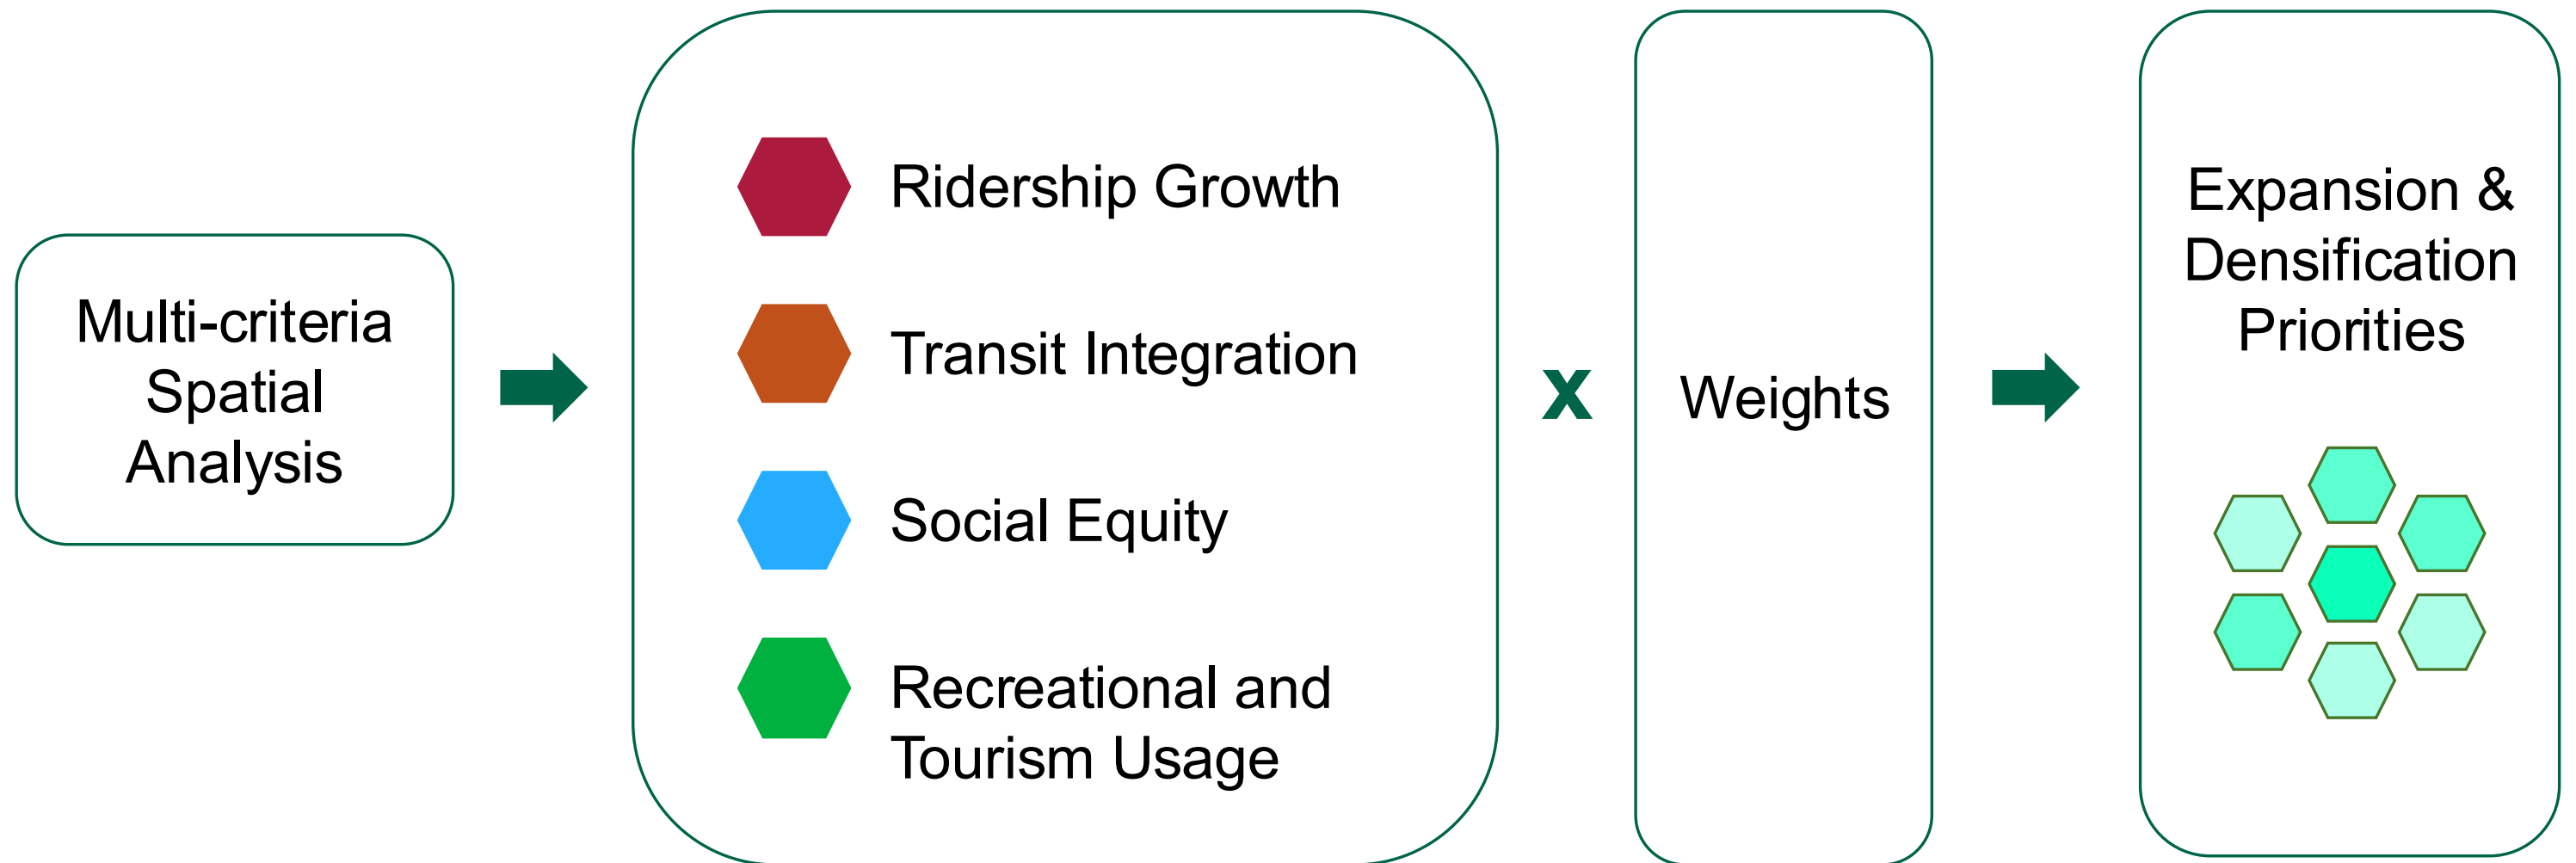 Multi-criteria
Spatial
Analysis
Ridership Growth
Transit Integration
Social Equity
Recreational and
Tourism Usage
x
Weights
Expansion &
Densification
Priorities